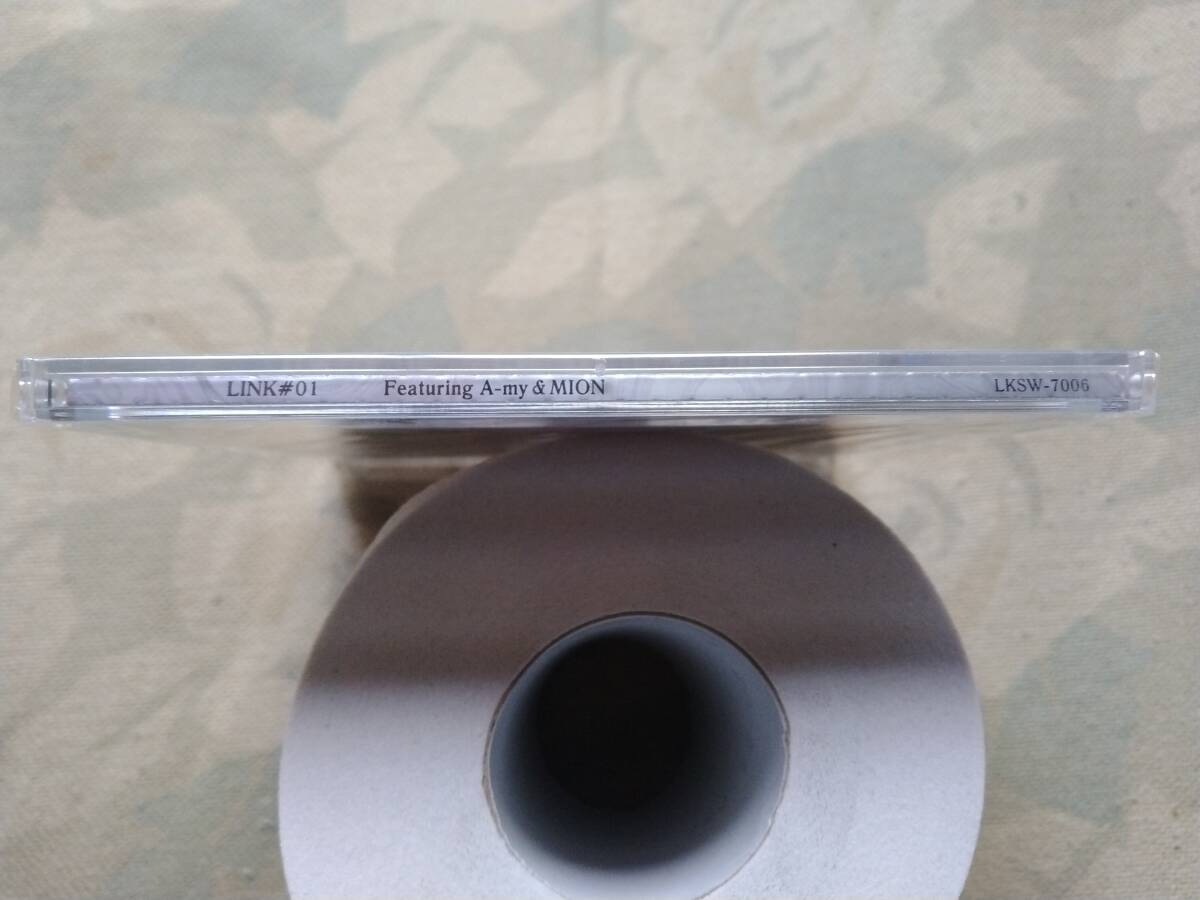 LINK#01 Featuring A-my & MION LKSW-7006